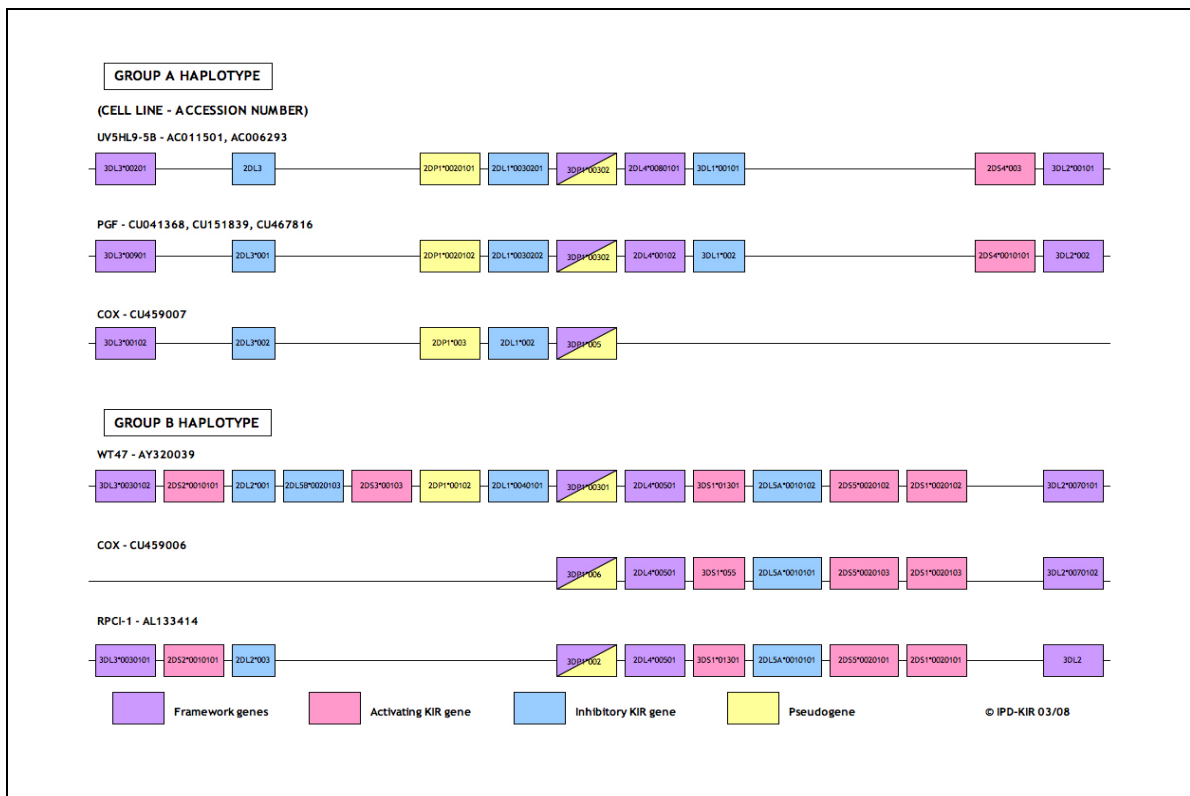 GROUP A HAPLOTYPE
(CELL LINE - ACCESSION NUMBER)
UV5HL9-5B - AC011501, AC006293
3DL3*00201 2DL3 2DP1*0020101 2DL1*0030201 3DP1*00302 2DL4*0080101 3DL1*00101 2DS4*003 3DL2*00101
PGF - CU041368, CU151839, CU467816
3DL3*00901 2DL3*001 2DP1*0020102 2DL1*0030202 3DP1*00302 2DL4*00102 3DL1*002 2DS4*0010101 3DL2*002
COX - CU459007
3DL3*00102 2DL3*002 2DP1*003 2DL1*002 3DP1*005
GROUP B HAPLOTYPE
WT47 - AY320039
3DL3*0030102 2DS2*0010101 2DL2*001 2DL5B*0020103 2DS3*00103 2DP1*00102 2DL1*0040101 3DP1*00301 2DL4*00501 3DS1*01301 2DL5A*0010102 2DS5*0020102 2DS1*0020102 3DL2*0070101
COX - CU459006
3DP1*006 2DL4*00501 3DS1*055 2DL5A*0010101 2DS5*0020103 2DS1*0020103 3DL2*0070102
RPCI-1 - AL133414
3DL3*0030101 2DS2*0010101 2DL2*003 3DP1*002 2DL4*00501 3DS1*01301 2DL5A*0010101 2DS5*0020101 2DS1*0020101 3DL2
Framework genes Activating KIR gene Inhibitory KIR gene Pseudogene © IPD-KIR 03/08